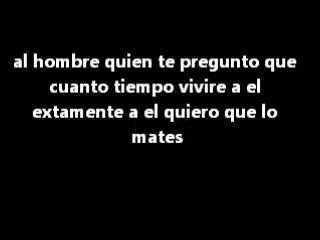 al hombre quien te pregunto que
cuanto tiempo vivire a el
extamente a el quiero que lo
mates